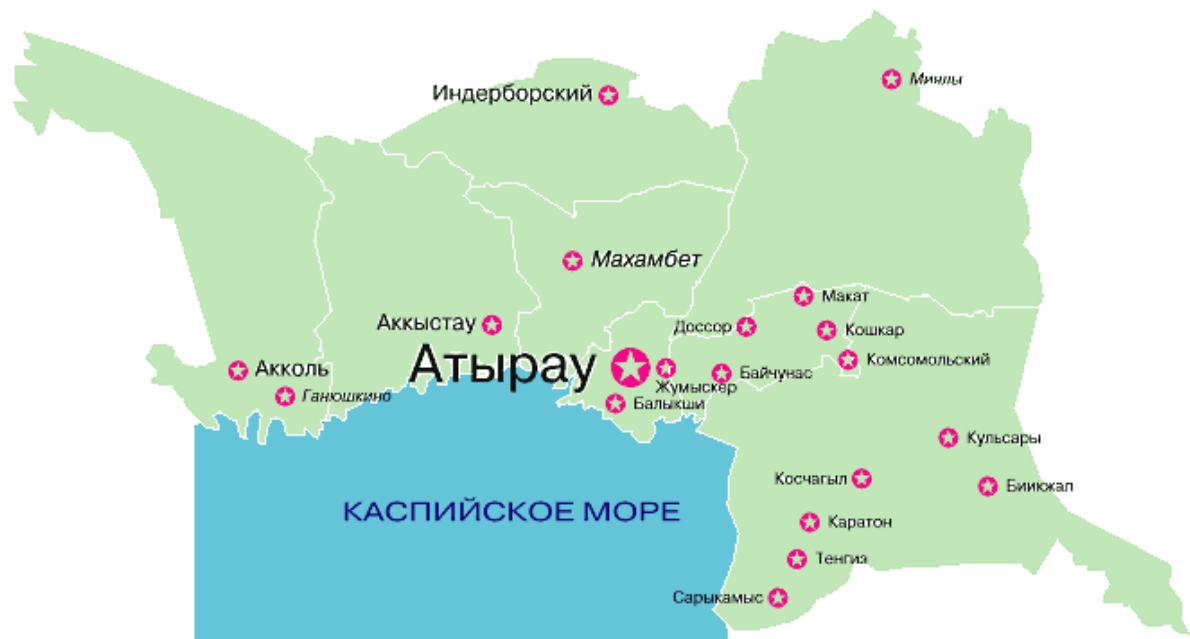 Миялы
Индерборский
Махамбет
Макат
Аккыстау
Доссор
Кошкар
Атырау
Комсомольский
Акколь
Байчунас
Жумыскер
Ганюшкино
Балыкши
Кульсары
Косчагыл
Биикжал
КАСПИЙСКОЕ МОРЕ
Каратон
Тенгиз
Сарыкамыс